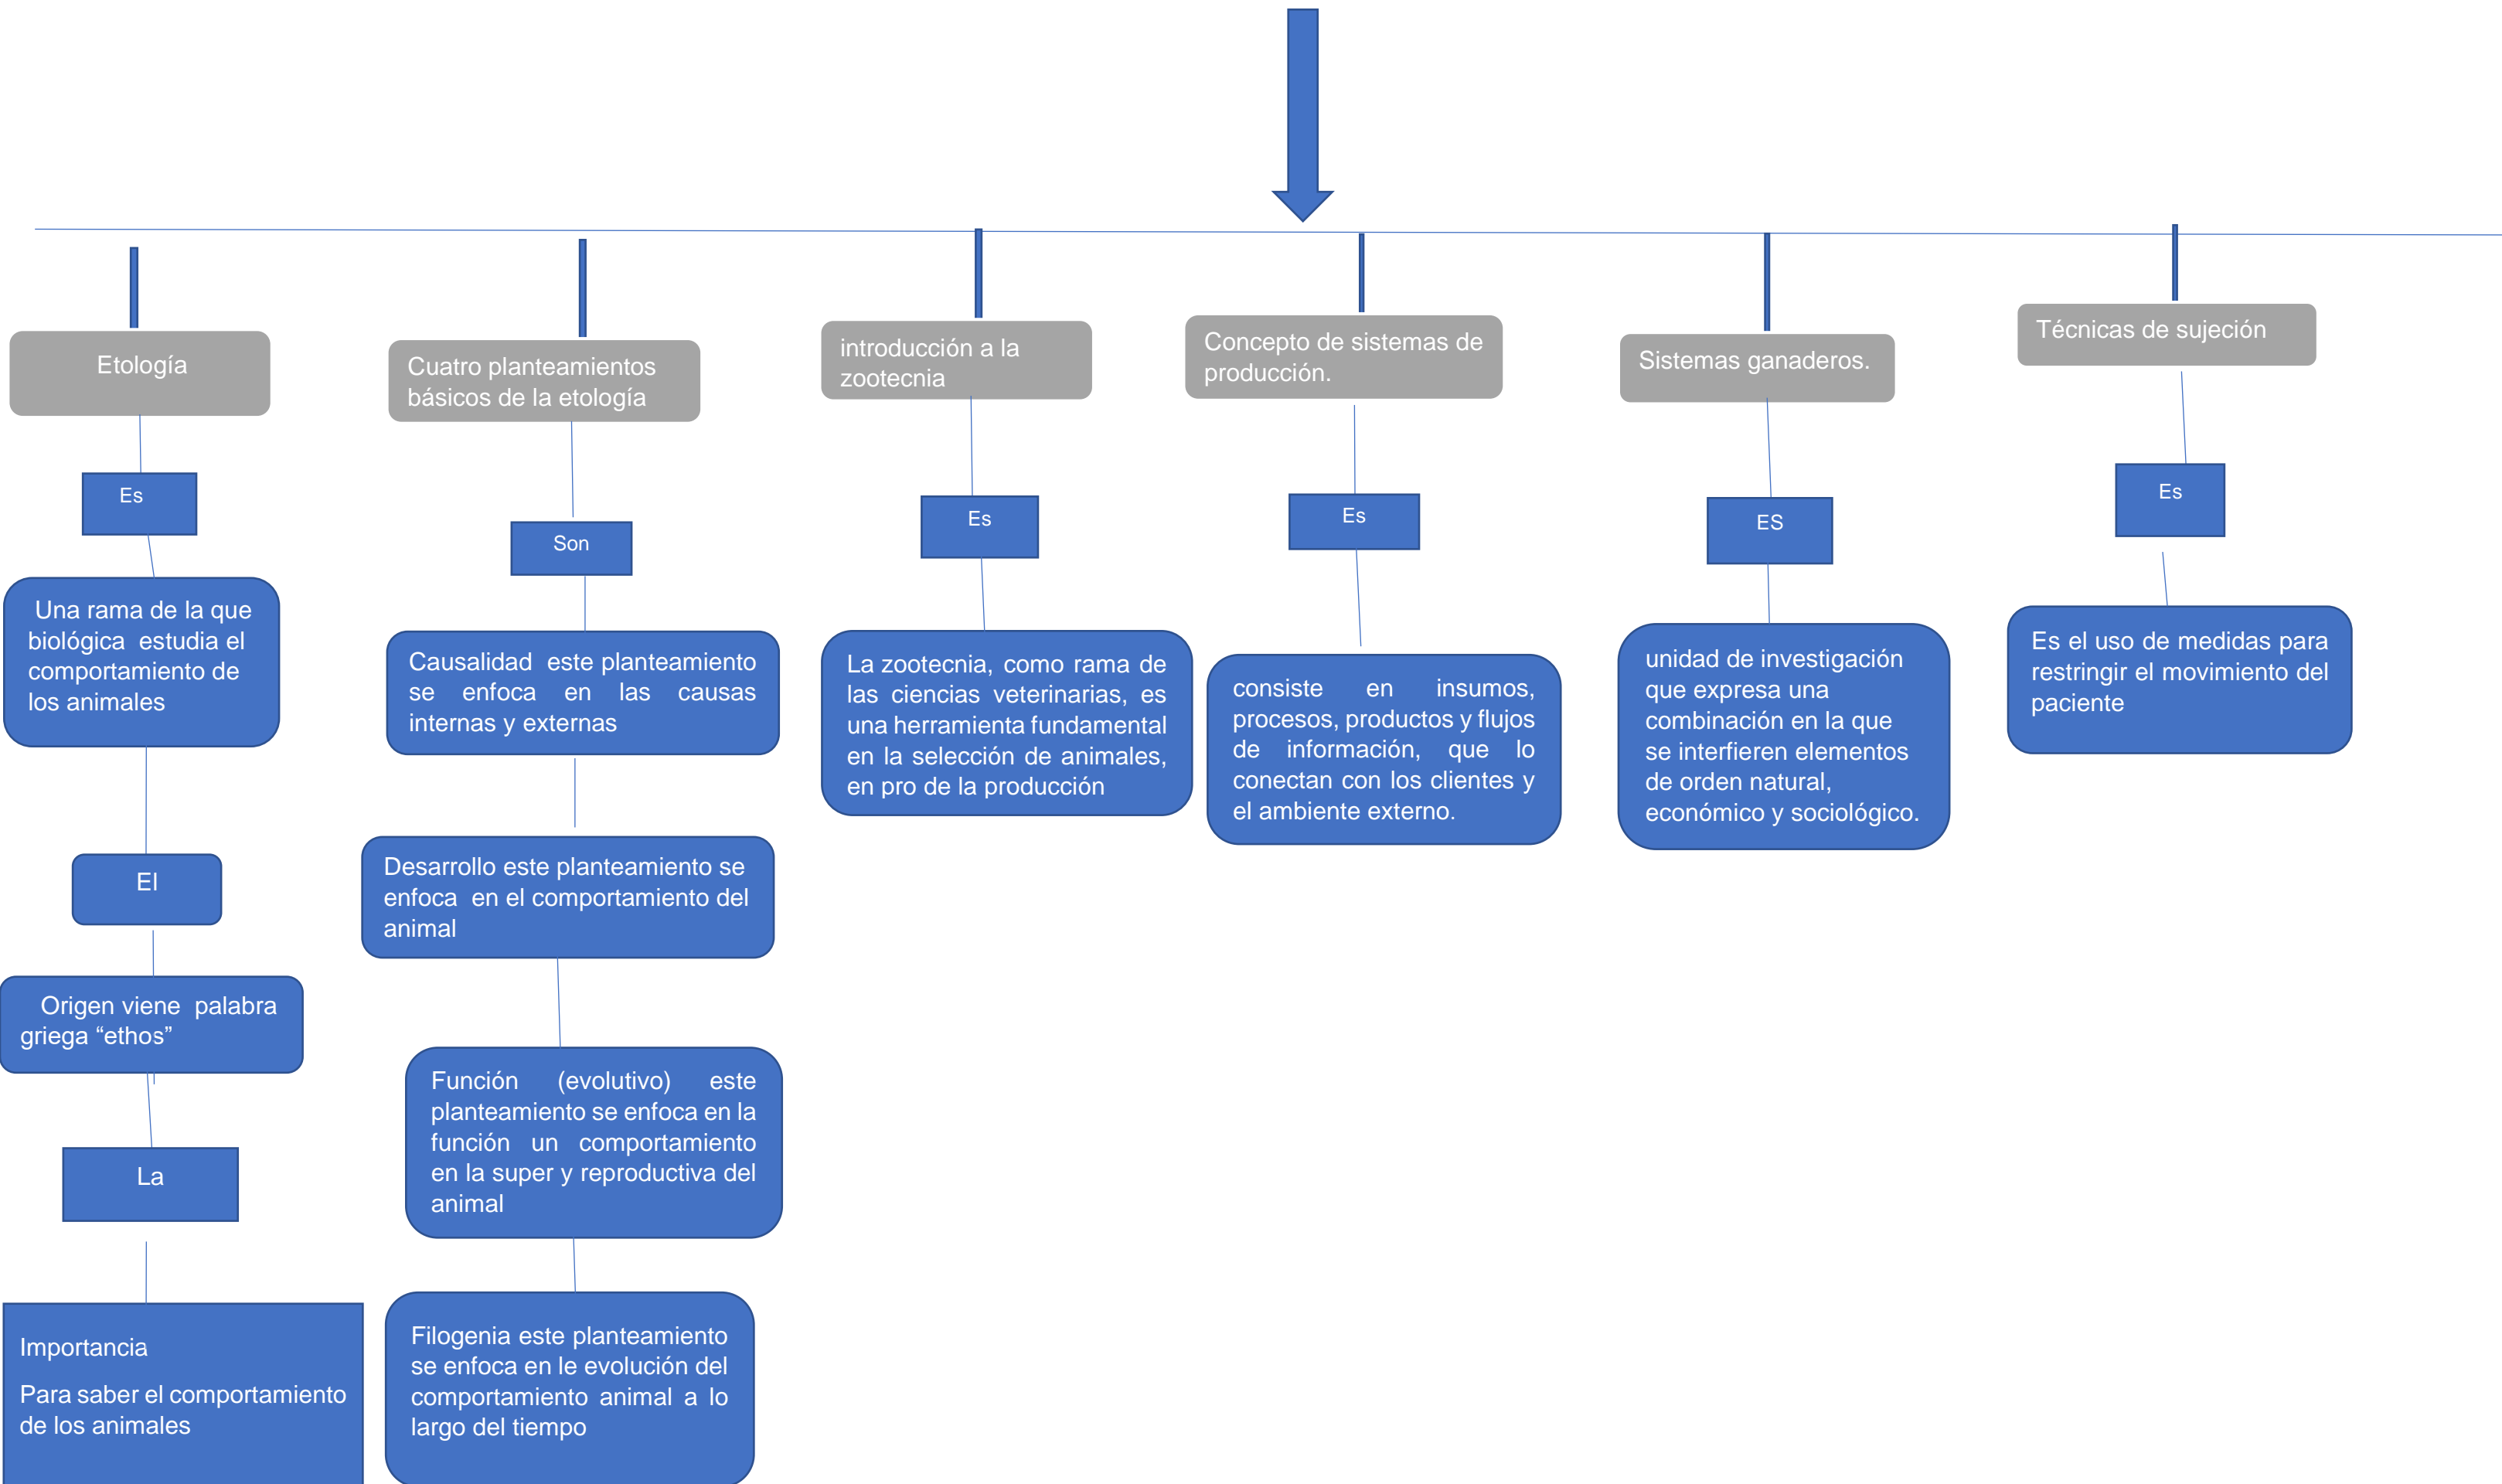 Etología
Es
Una rama de la que
biológica estudia el
comportamiento de
los animales
El
Origen viene palabra
griega “ethos”
La
Importancia
Para saber el comportamiento
de los animales
Cuatro planteamientos
básicos de la etología
Son
Causalidad este planteamiento
se enfoca en las causas
internas y externas
Desarrollo este planteamiento se
enfoca en el comportamiento del
animal
Función (evolutivo) este
planteamiento se enfoca en la
función un comportamiento
en la super y reproductiva del
animal
Filogenia este planteamiento
se enfoca en le evolución del
comportamiento animal a lo
largo del tiempo
introducción a la
zootecnia
Es
La zootecnia, como rama de
las ciencias veterinarias, es
una herramienta fundamental
en la selección de animales,
en pro de la producción
Concepto de sistemas de
producción.
Es
consiste en insumos,
procesos, productos y flujos
de información, que lo
conectan con los clientes y
el ambiente externo.
Sistemas ganaderos.
ES
unidad de investigación
que expresa una
combinación en la que
se interfieren elementos
de orden natural,
económico y sociológico.
Técnicas de sujeción
Es
Es el uso de medidas para
restringir el movimiento del
paciente